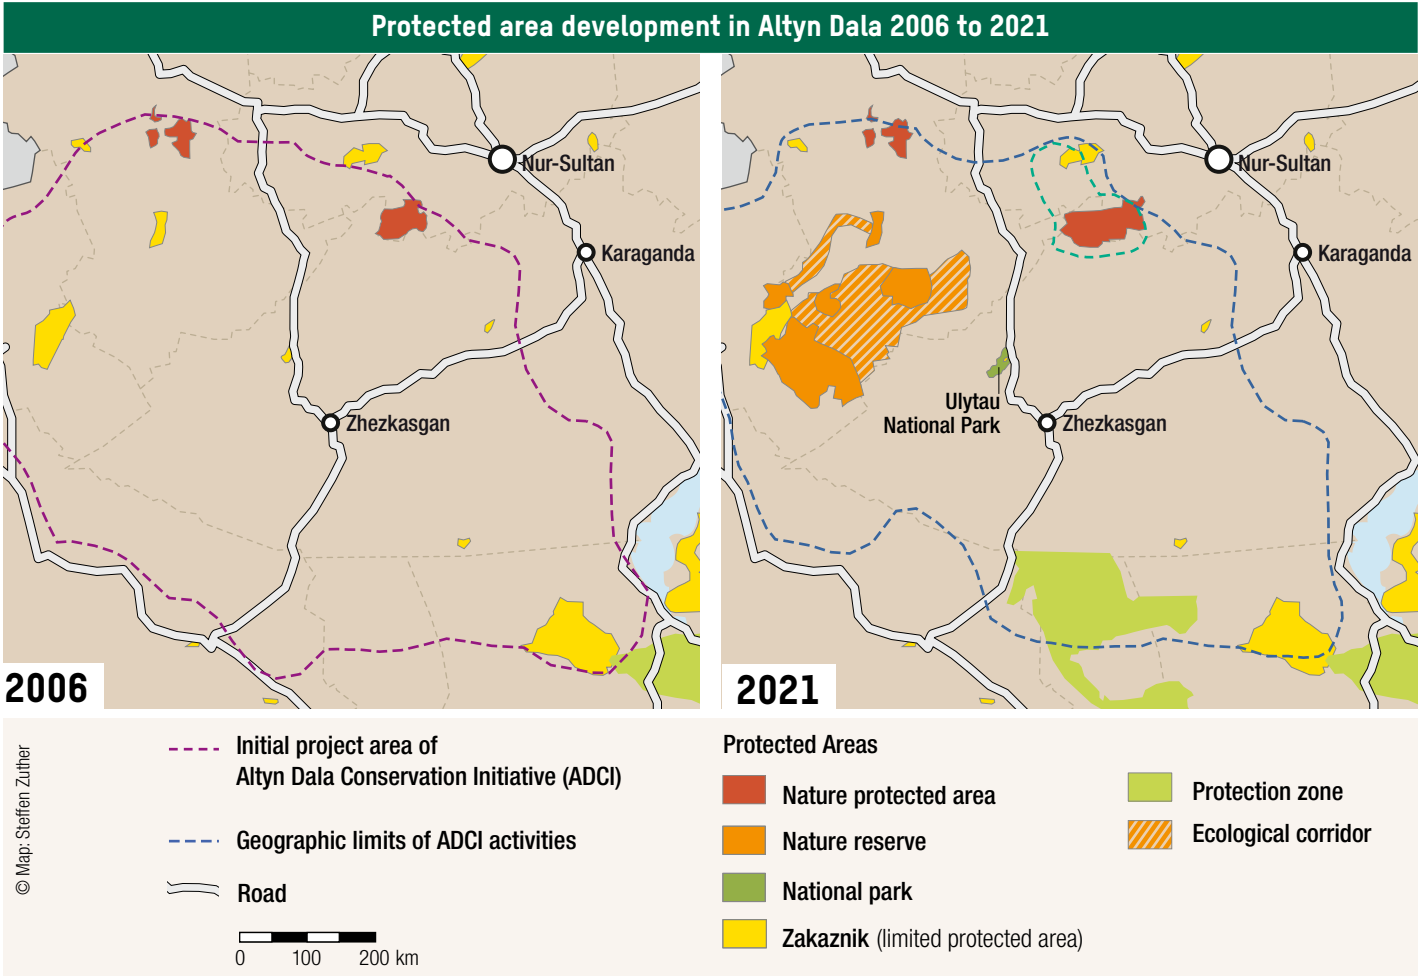 Protected area development in Altyn Dala 2006 to 2021
Nur-Sultan
Karaganda
Zhezkasgan
2006
Nur-Sultan
Karaganda
Ulytau
National Park
Zhezkasgan
2021
© Map: Steffen Zuther
Initial project area of
Altyn Dala Conservation Initiative (ADCI)
Geographic limits of ADCI activities
Road
0 100 200 km
Protected Areas
Nature protected area
Nature reserve
National park
Zakaznik (limited protected area)
Protection zone
Ecological corridor